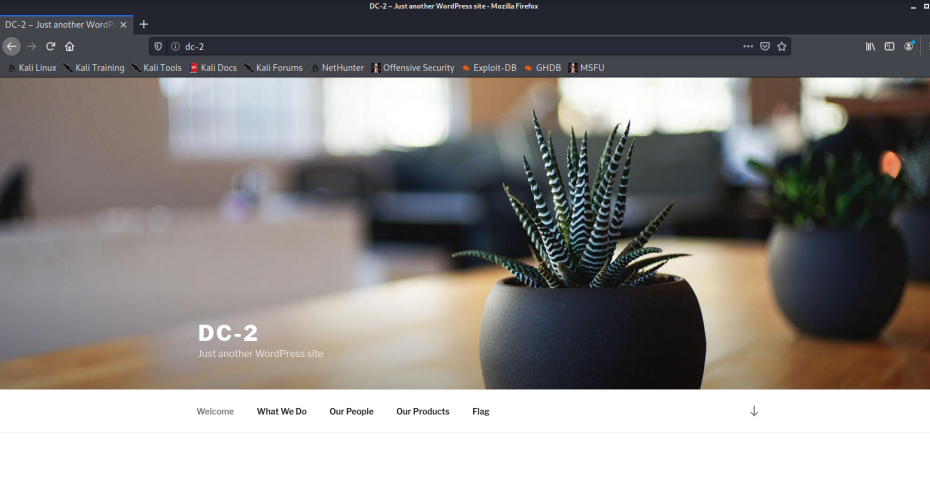 DC-2 – Just another WordPress site - Mozilla Firefox
DC-2 – Just another WordP
dc-2
Kali Linux Kali Training Kali Tools Kali Docs Kali Forums NetHunter Offensive Security Exploit-DB GHDB MSFU
DC-2
Just another WordPress site
Welcome What We Do Our People Our Products Flag